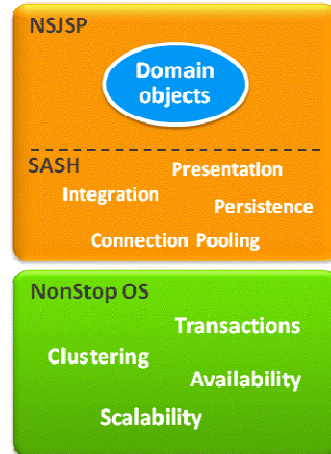 NSJSP
Domain
objects
SASH
Presentation
Integration
Persistence
Connection Pooling
NonStop OS
Transactions
Clustering
Availability
Scalability